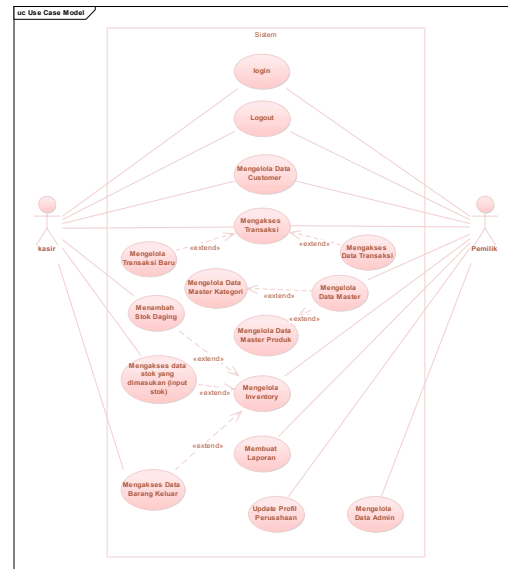 uc Use Case Model
Sistem
login
Logout
Mengelola Data
Customer
Mengakses
Transaksi
kasir
Pemilik
«extend»
«extend»
Mengelola
Transaksi Baru
Mengakses
Data Transaksi
Mengelola Data
Master Kategori
«extend»
Mengelola
Data Master
Menambah
Stok Daging
«extend»
Mengelola Data
Master Produk
«extend»
Mengakses data
stok yang
dimasukan (input
stok)
«extend»
Mengelola
Inventory
«extend»
Membuat
Laporan
Mengakses Data
Barang Keluar
Update Profil
Perusahaan
Mengelola
Data Admin